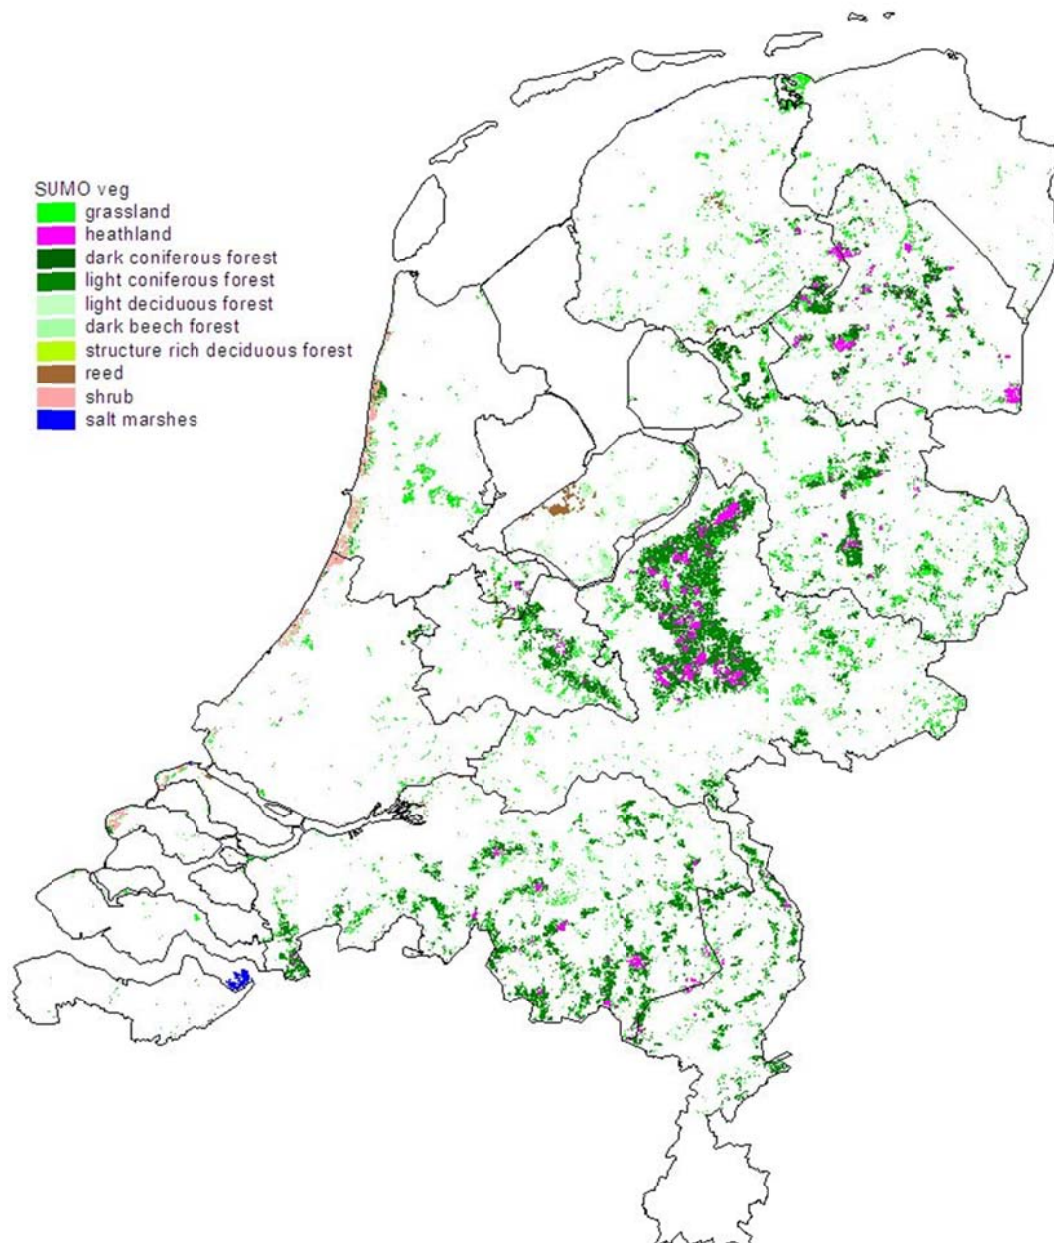 SUMO veg
grassland
heathland
dark coniferous forest
light coniferous forest
light deciduous forest
dark beech forest
structure rich deciduous forest
reed
shrub
salt marshes